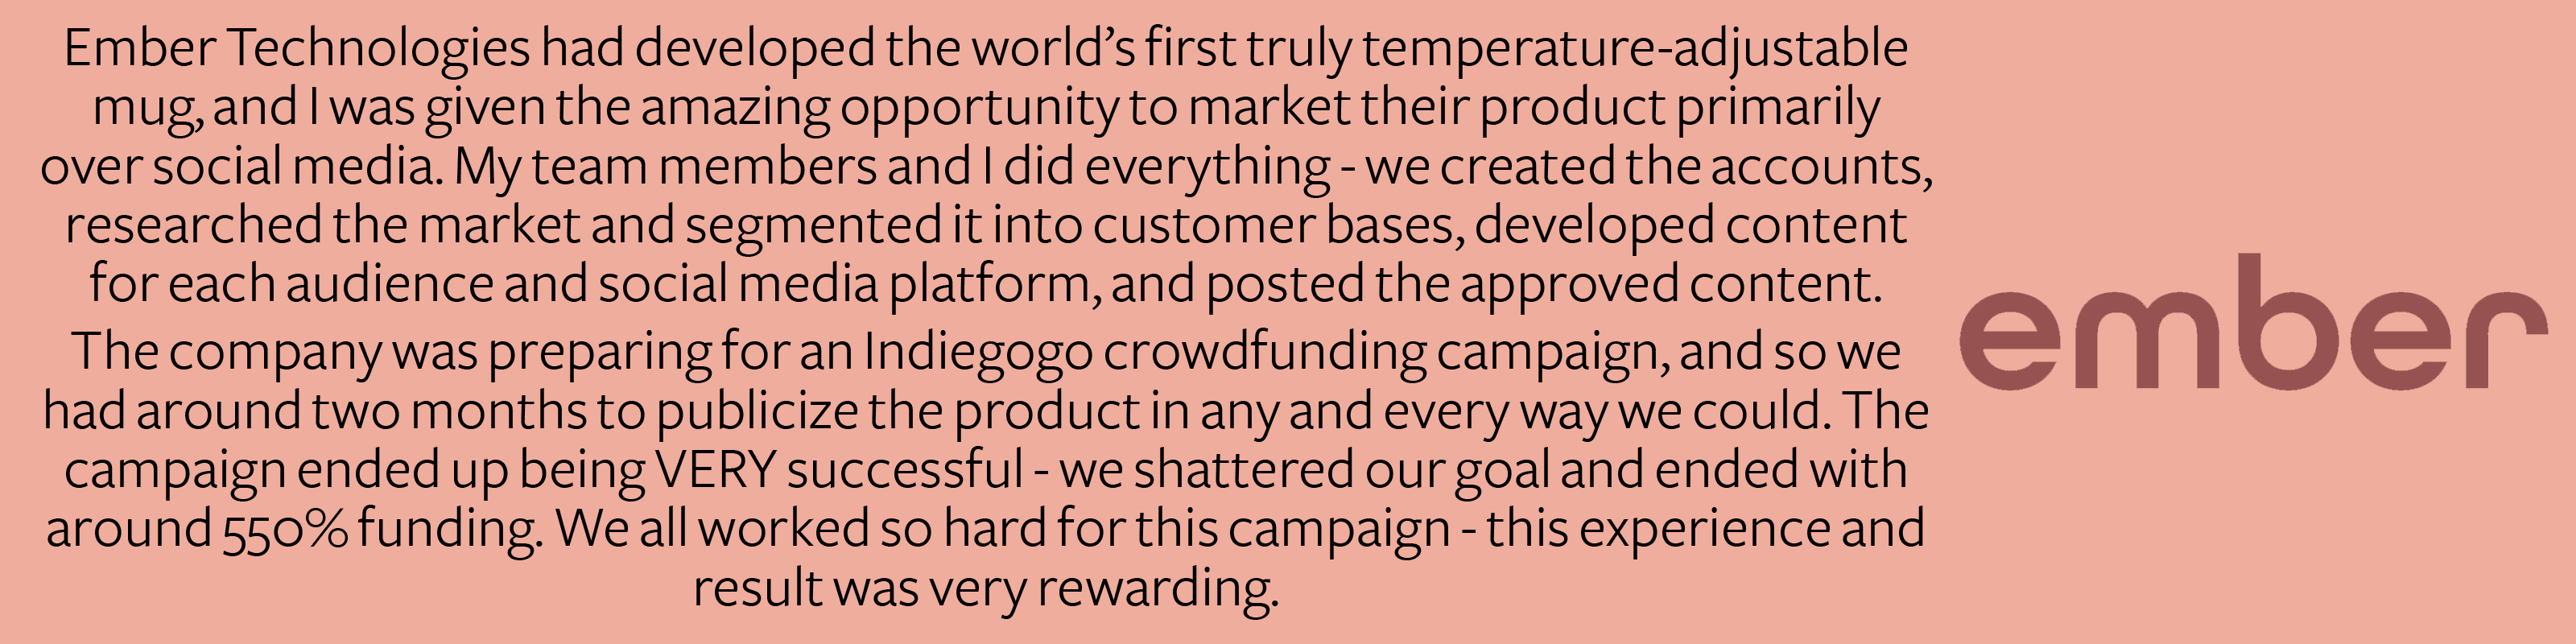 Ember Technologies had developed the world’s first truly temperature-adjustable
mug, and I was given the amazing opportunity to market their product primarily
over social media. My team members and I did everything - we created the accounts,
researched the market and segmented it into customer bases, developed content
for each audience and social media platform, and posted the approved content.
The company was preparing for an Indiegogo crowdfunding campaign, and so we
had around two months to publicize the product in any and every way we could. The
campaign ended up being VERY successful - we shattered our goal and ended with
around 550% funding. We all worked so hard for this campaign - this experience and
result was very rewarding.
ember